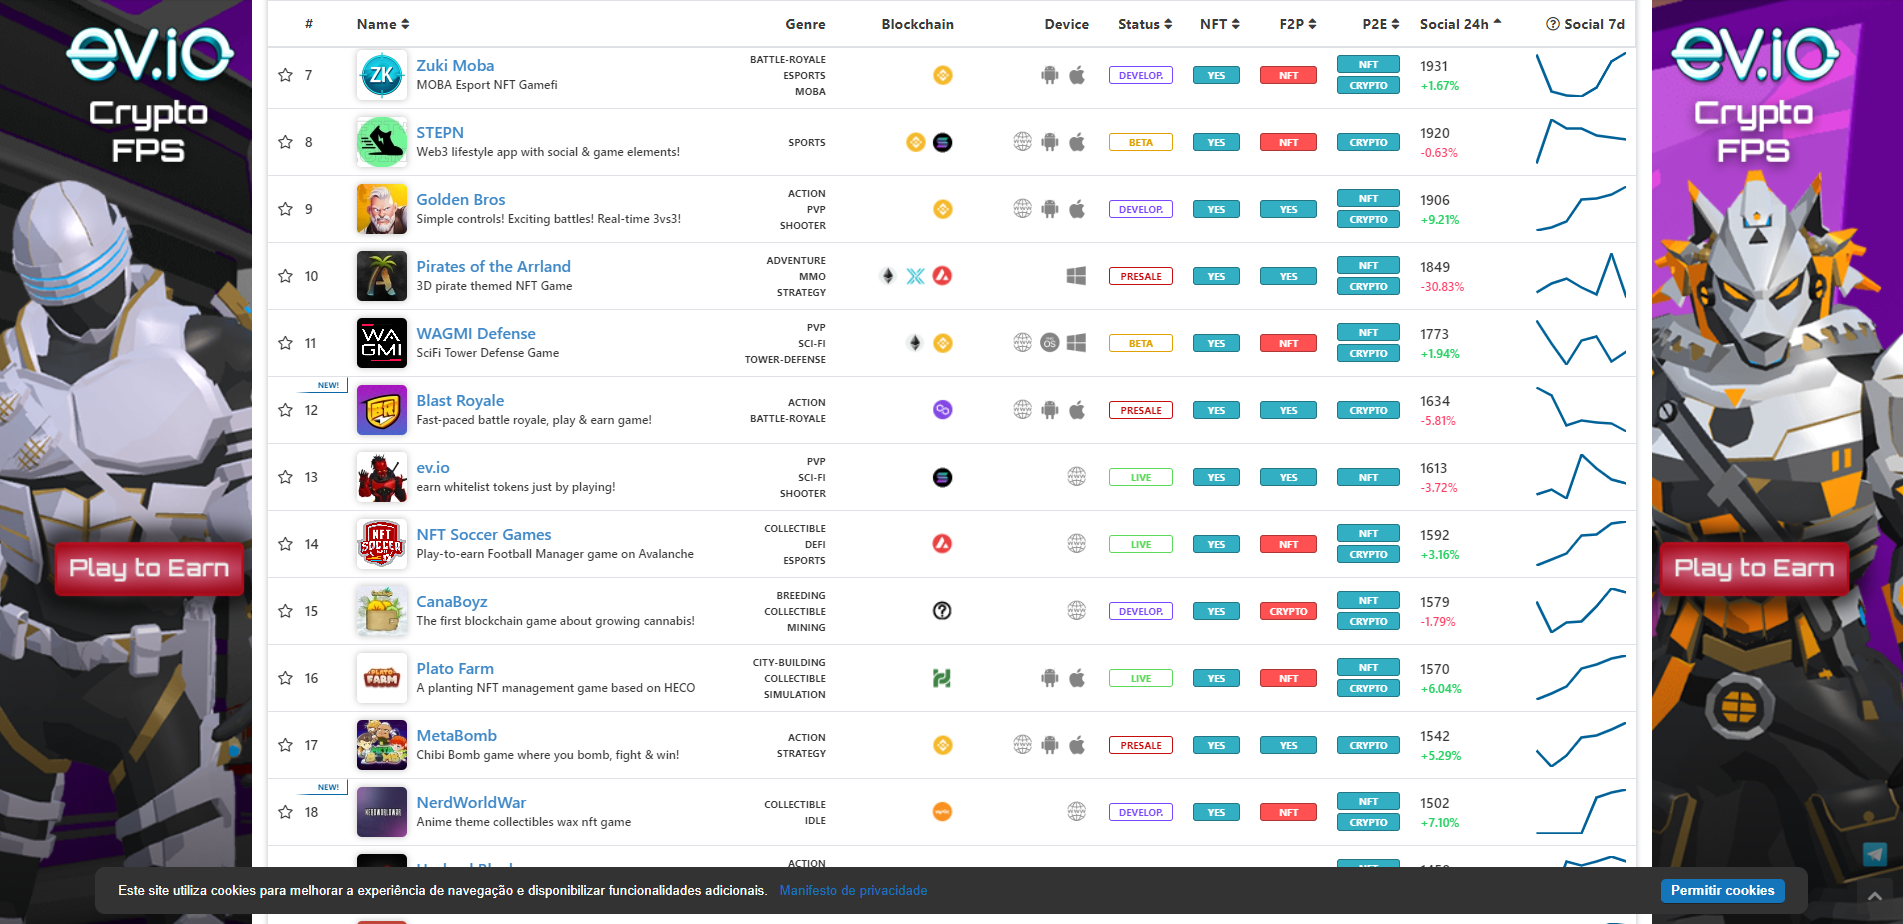 ev.io
Crypto
FPS
Play to Earn
# Name Genre Blockchain Device Status NFT F2P P2E Social 24h Social 7d
7 Zuki Moba
MOBA Esport NFT Gamefi
BATTLE-ROYALE
ESPORTS
MOBA
DEVELOP. YES NFT
NFT
CRYPTO
1931
+1.67%
8 STEPN
Web3 lifestyle app with social & game elements!
SPORTS
BETA YES NFT CRYPTO
1920
-0.63%
9 Golden Bros
Simple controls! Exciting battles! Real-time 3vs3!
ACTION
PVP
SHOOTER
DEVELOP. YES YES
NFT
CRYPTO
1906
+9.21%
10 Pirates of the Arrland
3D pirate themed NFT Game
ADVENTURE
MMO
STRATEGY
PRESALE YES YES
NFT
CRYPTO
1849
-30.83%
11 WAGMI Defense
SciFi Tower Defense Game
PVP
SCI-FI
TOWER-DEFENSE
BETA YES NFT
NFT
CRYPTO
1773
+1.94%
NEW!
12 Blast Royale
Fast-paced battle royale, play & earn game!
ACTION
BATTLE-ROYALE
PRESALE YES YES CRYPTO
1634
-5.81%
13 ev.io
earn whitelist tokens just by playing!
PVP
SCI-FI
SHOOTER
LIVE YES YES NFT
1613
-3.72%
14 NFT Soccer Games
Play-to-earn Football Manager game on Avalanche
COLLECTIBLE
DEFI
ESPORTS
LIVE YES NFT
NFT
CRYPTO
1592
+3.16%
15 CanaBoyz
The first blockchain game about growing cannabis!
BREEDING
COLLECTIBLE
MINING
DEVELOP. YES CRYPTO
NFT
CRYPTO
1579
-1.79%
16 Plato Farm
A planting NFT management game based on HECO
CITY-BUILDING
COLLECTIBLE
SIMULATION
LIVE YES NFT
NFT
CRYPTO
1570
+6.04%
17 MetaBomb
Chibi Bomb game where you bomb, fight & win!
ACTION
STRATEGY
PRESALE YES YES CRYPTO
1542
+5.29%
NEW!
18 NerdWorldWar
Anime theme collectibles wax nft game
COLLECTIBLE
IDLE
DEVELOP. YES NFT
NFT
CRYPTO
1502
+7.10%
ACTION
Este site utiliza cookies para melhorar a experiência de navegação e disponibilizar funcionalidades adicionais. Manifesto de privacidade
Permitir cookies
ev.io
Crypto
FPS
Play to Earn